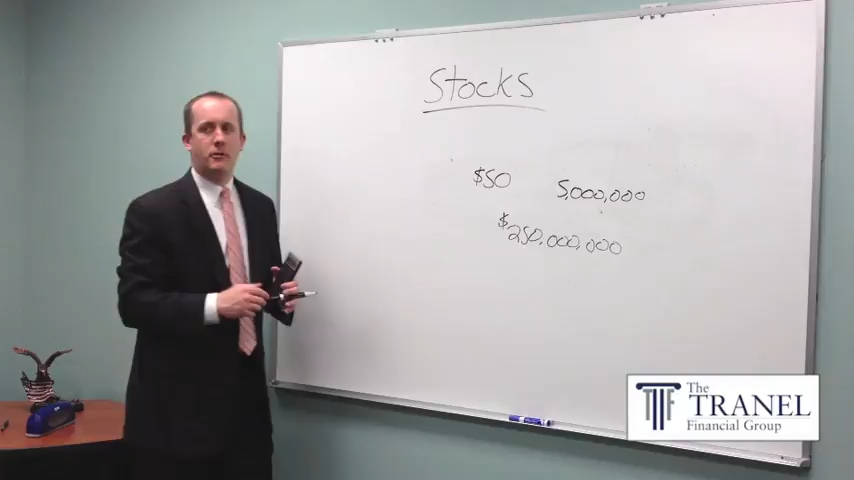 Stocks
$50 5,000,000
$250,000,000
The
TRANEL
Financial Group